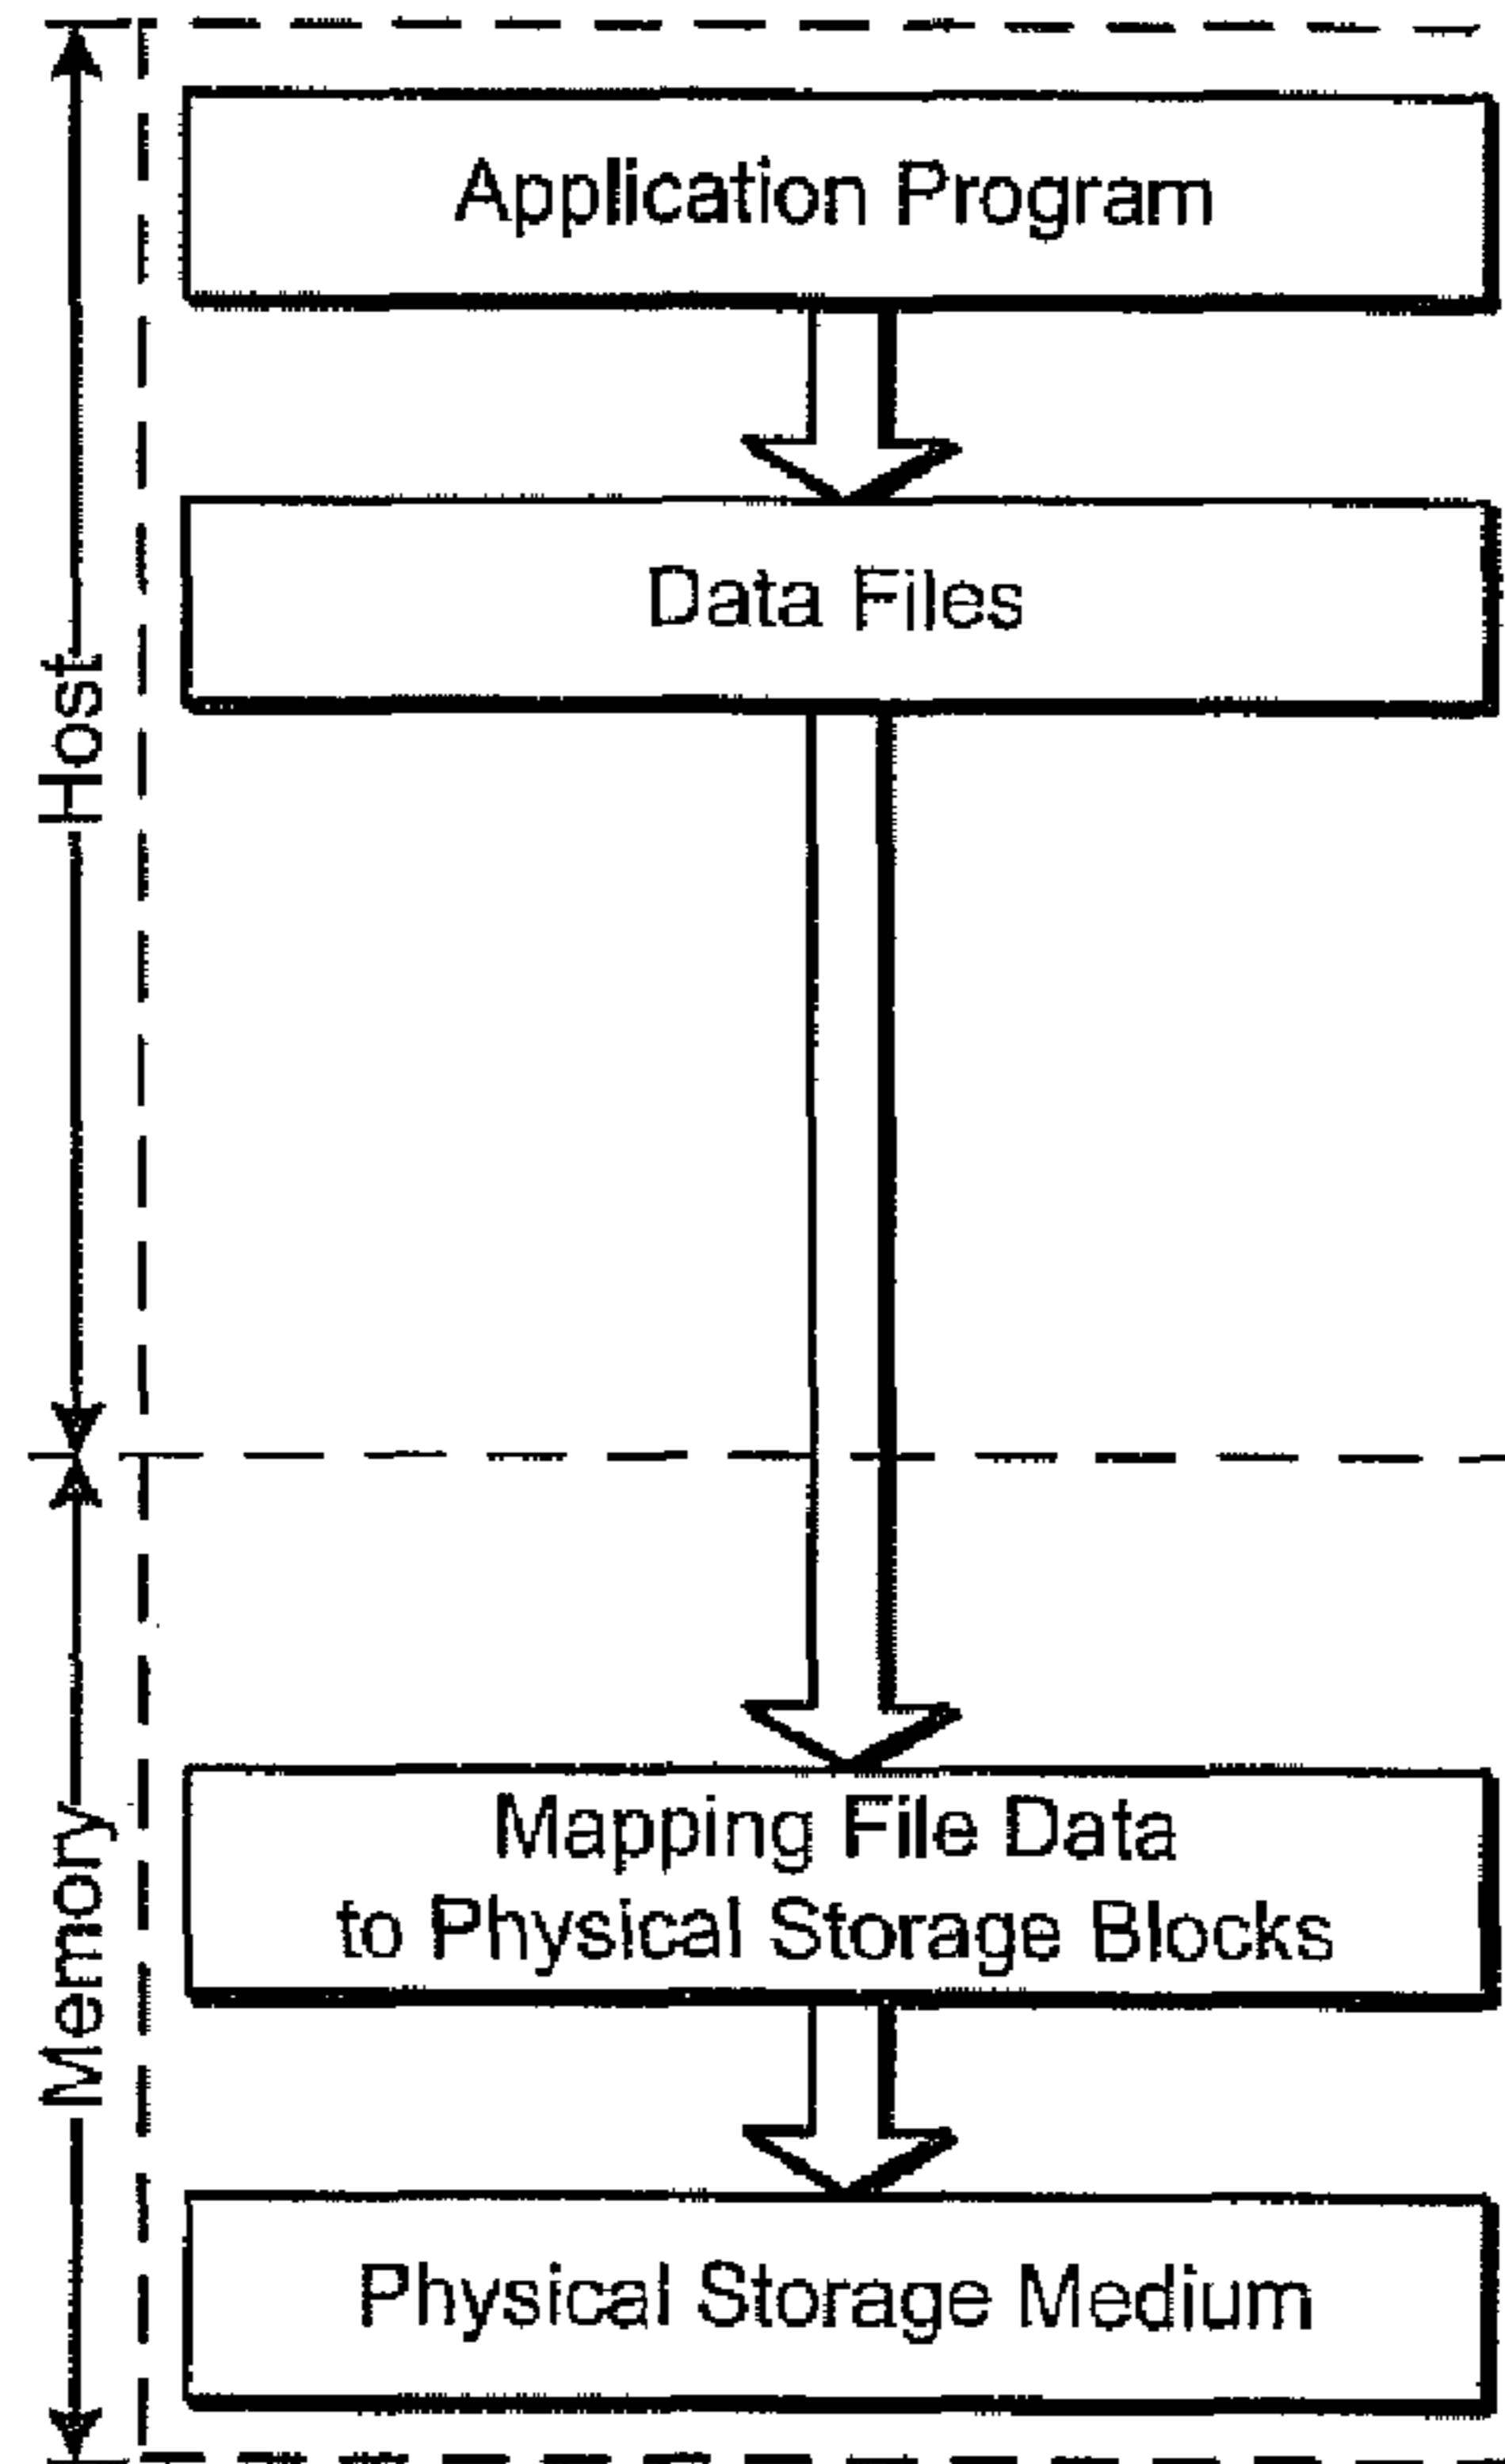 Application Program
Data Files
Host
Mapping File Data
to Physical Storage Blocks
Memory
Physical Storage Medium